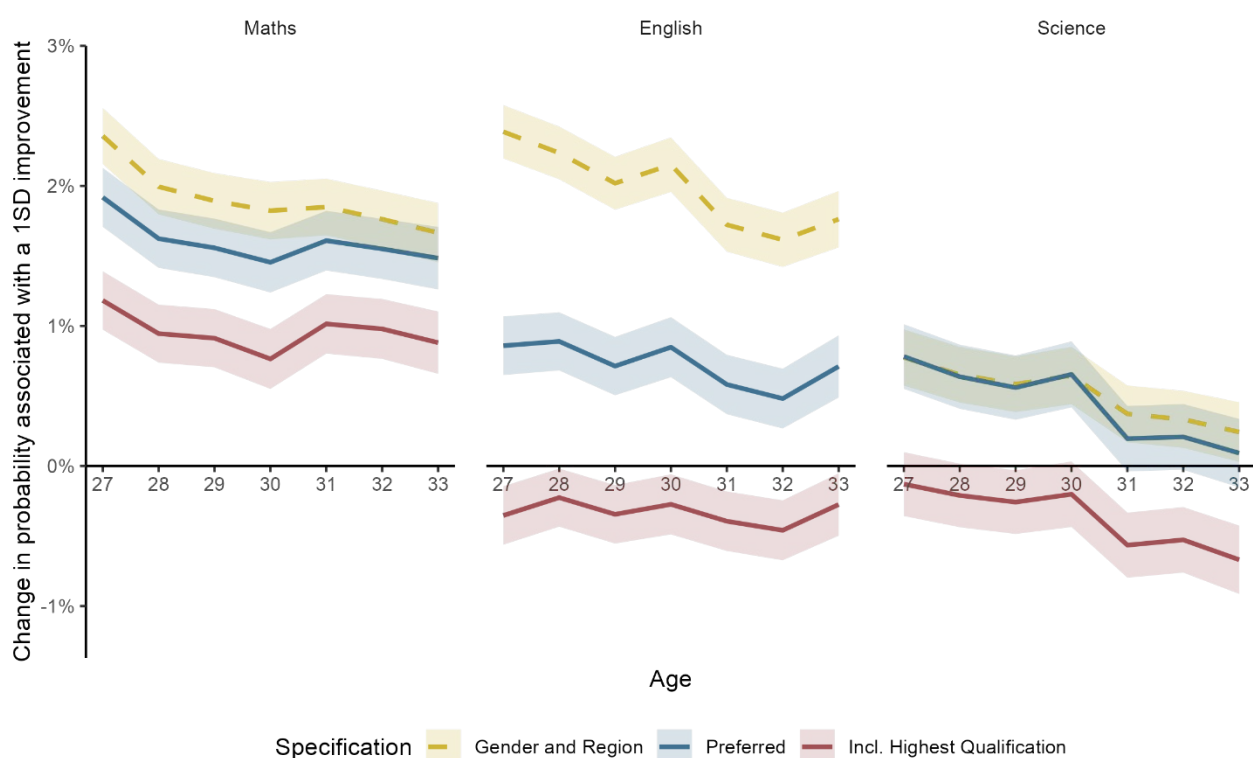 Maths English Science
Change in probability associated with a 1SD improvement
3%
2%
1%
0%
-1%
27 28 29 30 31 32 33 27 28 29 30 31 32 33 27 28 29 30 31 32 33
Age
Specification Gender and Region Preferred Incl. Highest Qualification